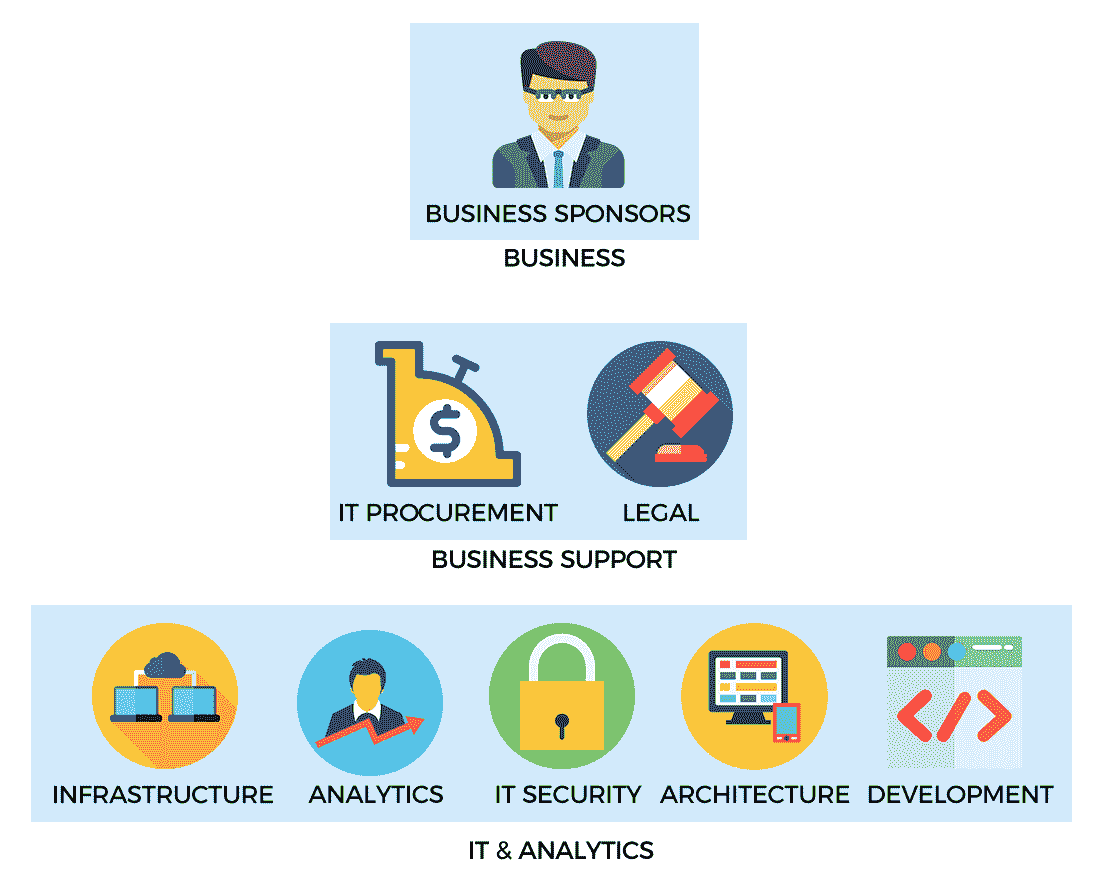 BUSINESS SPONSORS
BUSINESS
$
IT PROCUREMENT LEGAL
BUSINESS SUPPORT
</>
INFRASTRUCTURE ANALYTICS IT SECURITY ARCHITECTURE DEVELOPMENT
IT & ANALYTICS